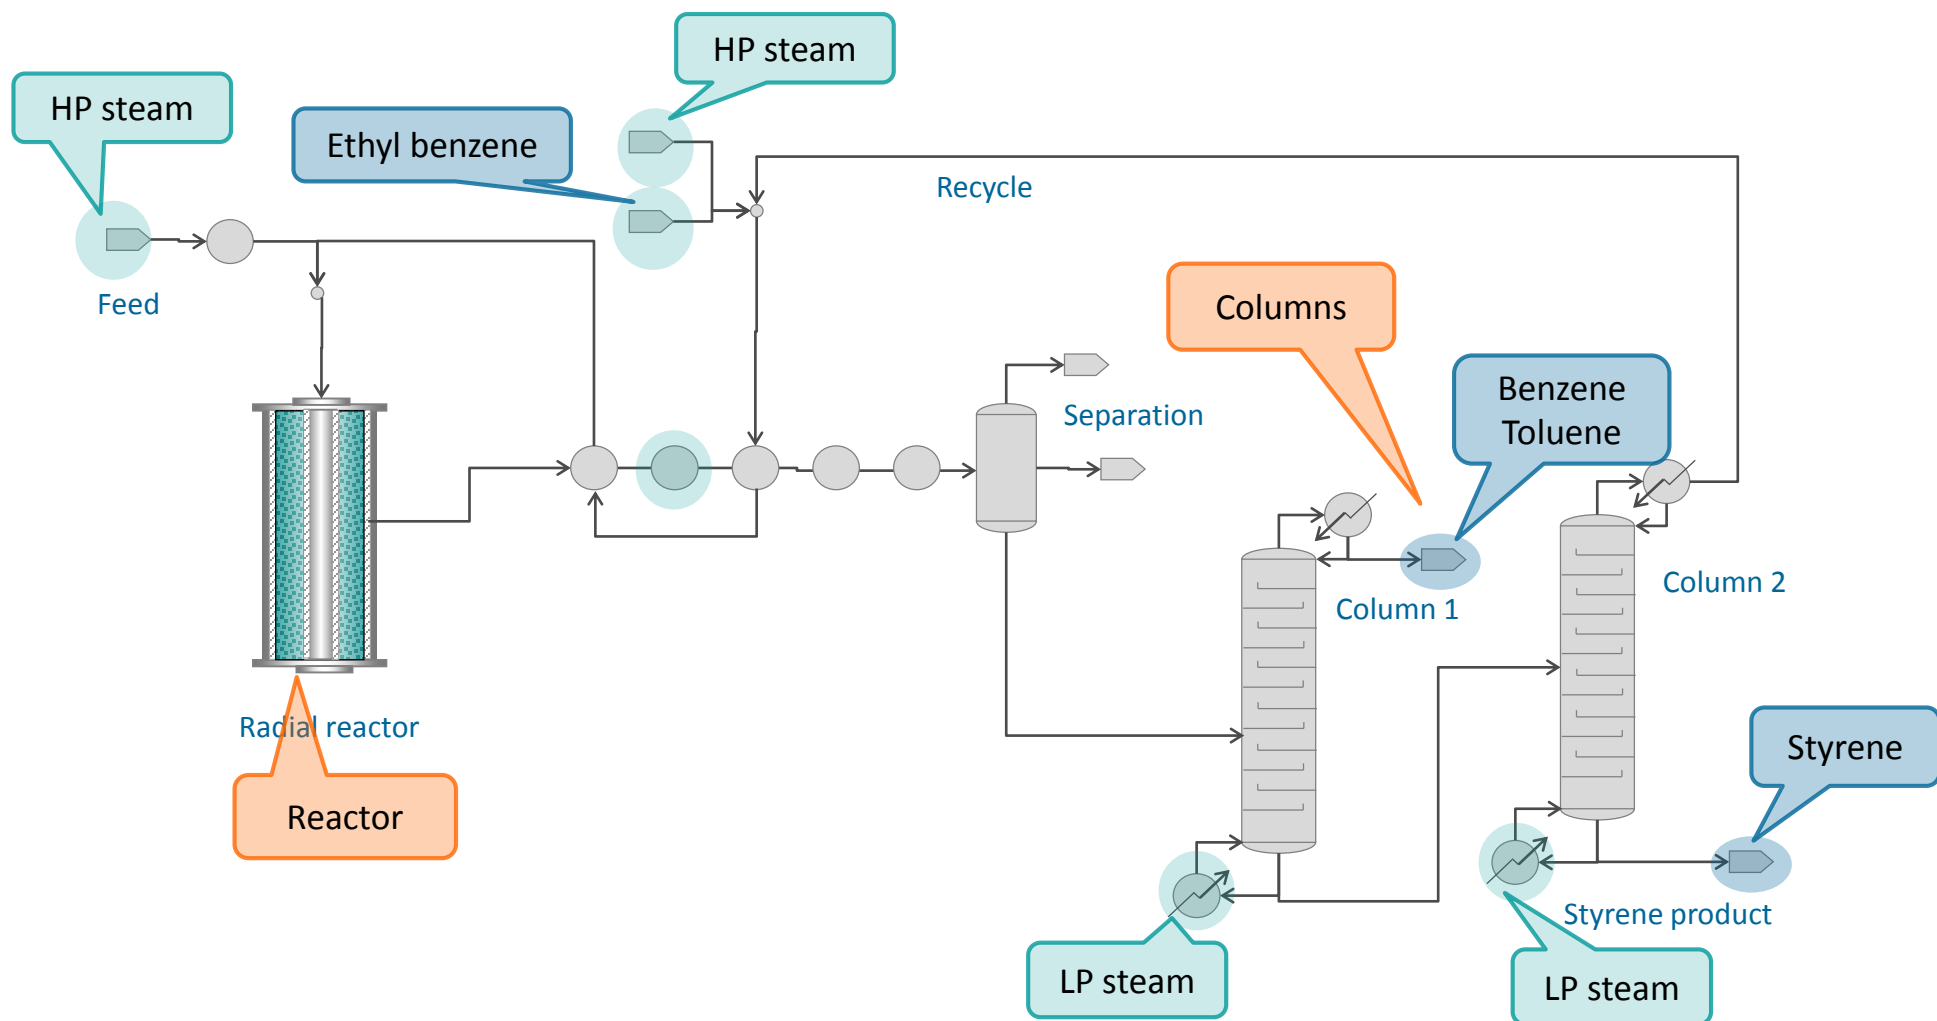 HP steam
HP steam
Ethyl benzene
Recycle
Feed
Columns
Benzene
Toluene
Separation
Column 2
Column 1
Radial reactor
Styrene
Reactor
Styrene product
LP steam
LP steam